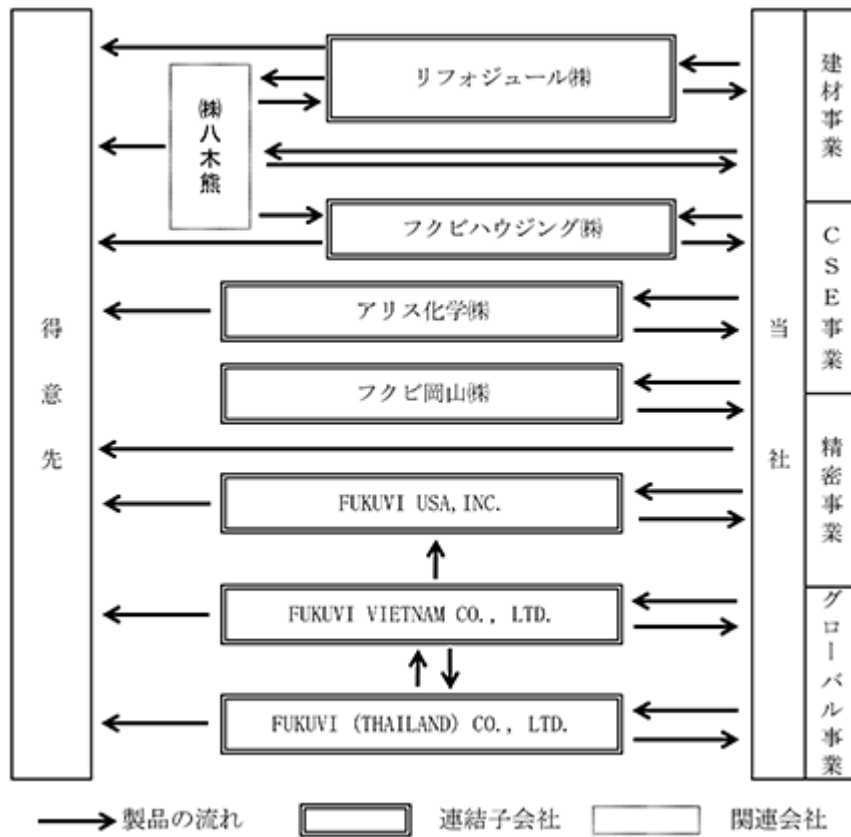 リフォジュール㈱
㈱八木熊
フクビハウジング㈱
アリス化学㈱
フクビ岡山㈱
FUKUVI USA, INC.
FUKUVI VIETNAM CO., LTD.
FUKUVI (THAILAND) CO., LTD.
得意先
当社
建材事業
CSE事業
精密事業
グローバル事業
製品の流れ
連結子会社
関連会社